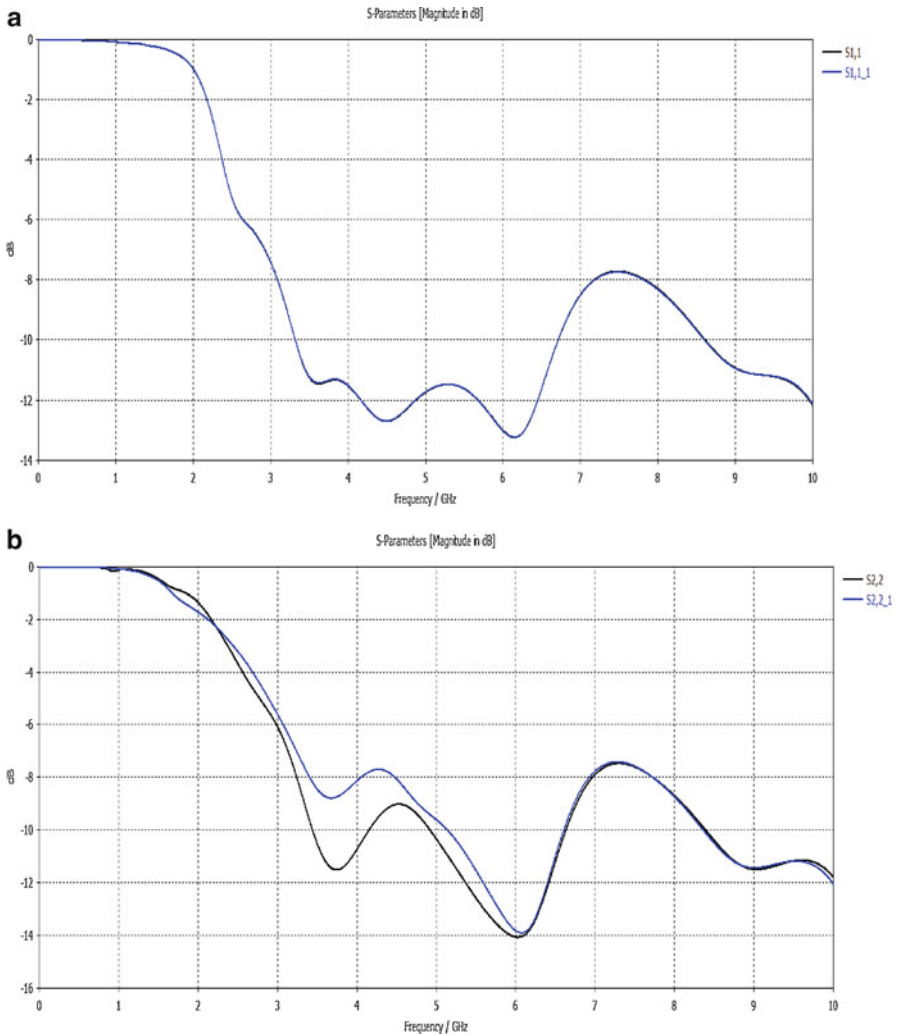 a
S-Parameters [Magnitude in dB]
0
-2
-4
-6
-8
-10
-12
-14
dB
0 1 2 3 4 5 6 7 8 9 10
Frequency / GHz
S1,1
S1,1_1
b
S-Parameters [Magnitude in dB]
0
-2
-4
-6
-8
-10
-12
-14
-16
dB
0 1 2 3 4 5 6 7 8 9 10
Frequency / GHz
S2,2
S2,2_1